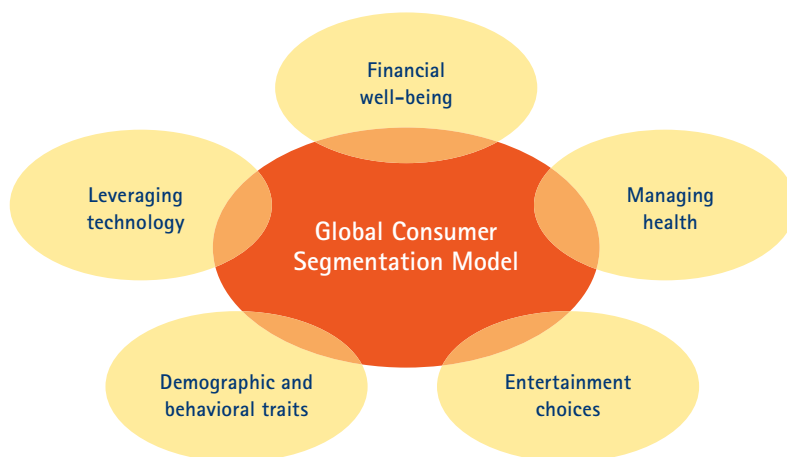 Financial
well-being
Leveraging
technology
Managing
health
Global Consumer
Segmentation Model
Demographic and
behavioral traits
Entertainment
choices